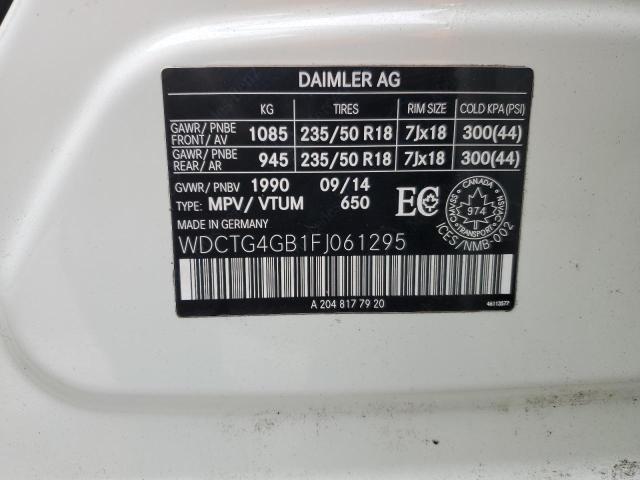 DAIMLER AG
KG TIRES RIM SIZE COLD KPA (PSI)
GAWR/ PNBE FRONT/ AV 1085 235/50 R18 7Jx18 300(44)
GAWR/ PNBE REAR/ AR 945 235/50 R18 7Jx18 300(44)
GVWR/ PNBV 1990 09/14
TYPE: MPV/ VTUM 650
MADE IN GERMANY
EC
CANADA
974
TRANSPORT
ICES/NMB-002
WDCTG4GB1FJ061295
A 204 817 79 20